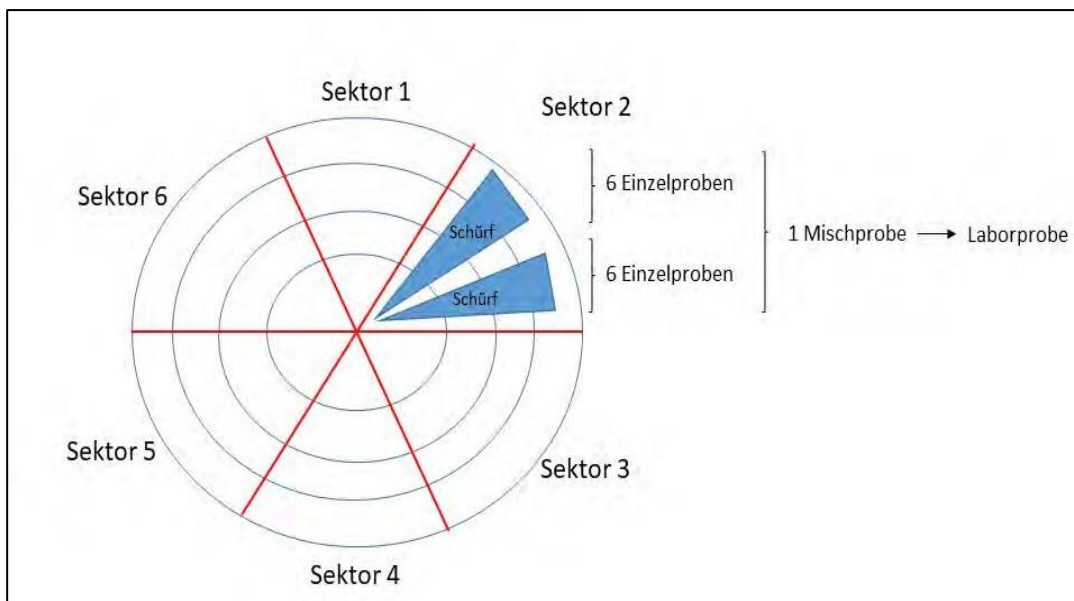 Sektor 1
Sektor 2
Sektor 6
6 Einzelproben
Schürf
1 Mischprobe
Laborprobe
6 Einzelproben
Schürf
Sektor 5
Sektor 3
Sektor 4